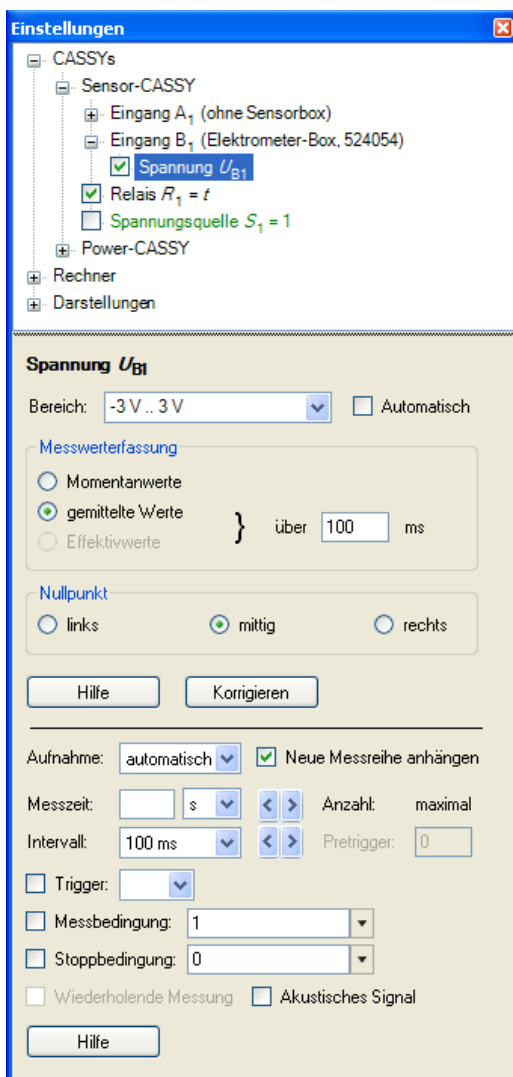 Einstellungen
CASSYs
Sensor-CASSY
Eingang A₁ (ohne Sensorbox)
Eingang B₁ (Elektrometer-Box, 524054)
Spannung U_B1
Relais R₁ = t
Spannungsquelle S₁ = 1
Power-CASSY
Rechner
Darstellungen
Spannung U_B1
Bereich: -3 V .. 3 V Automatisch
Messwerterfassung
Momentanwerte
gemittelte Werte } über 100 ms
Effektivwerte
Nullpunkt
links mittig rechts
Hilfe Korrigieren
Aufnahme: automatisch Neue Messreihe anhängen
Messzeit: s Anzahl: maximal
Intervall: 100 ms Pretrigger: 0
Trigger:
Messbedingung: 1
Stoppbedingung: 0
Wiederholende Messung Akustisches Signal
Hilfe